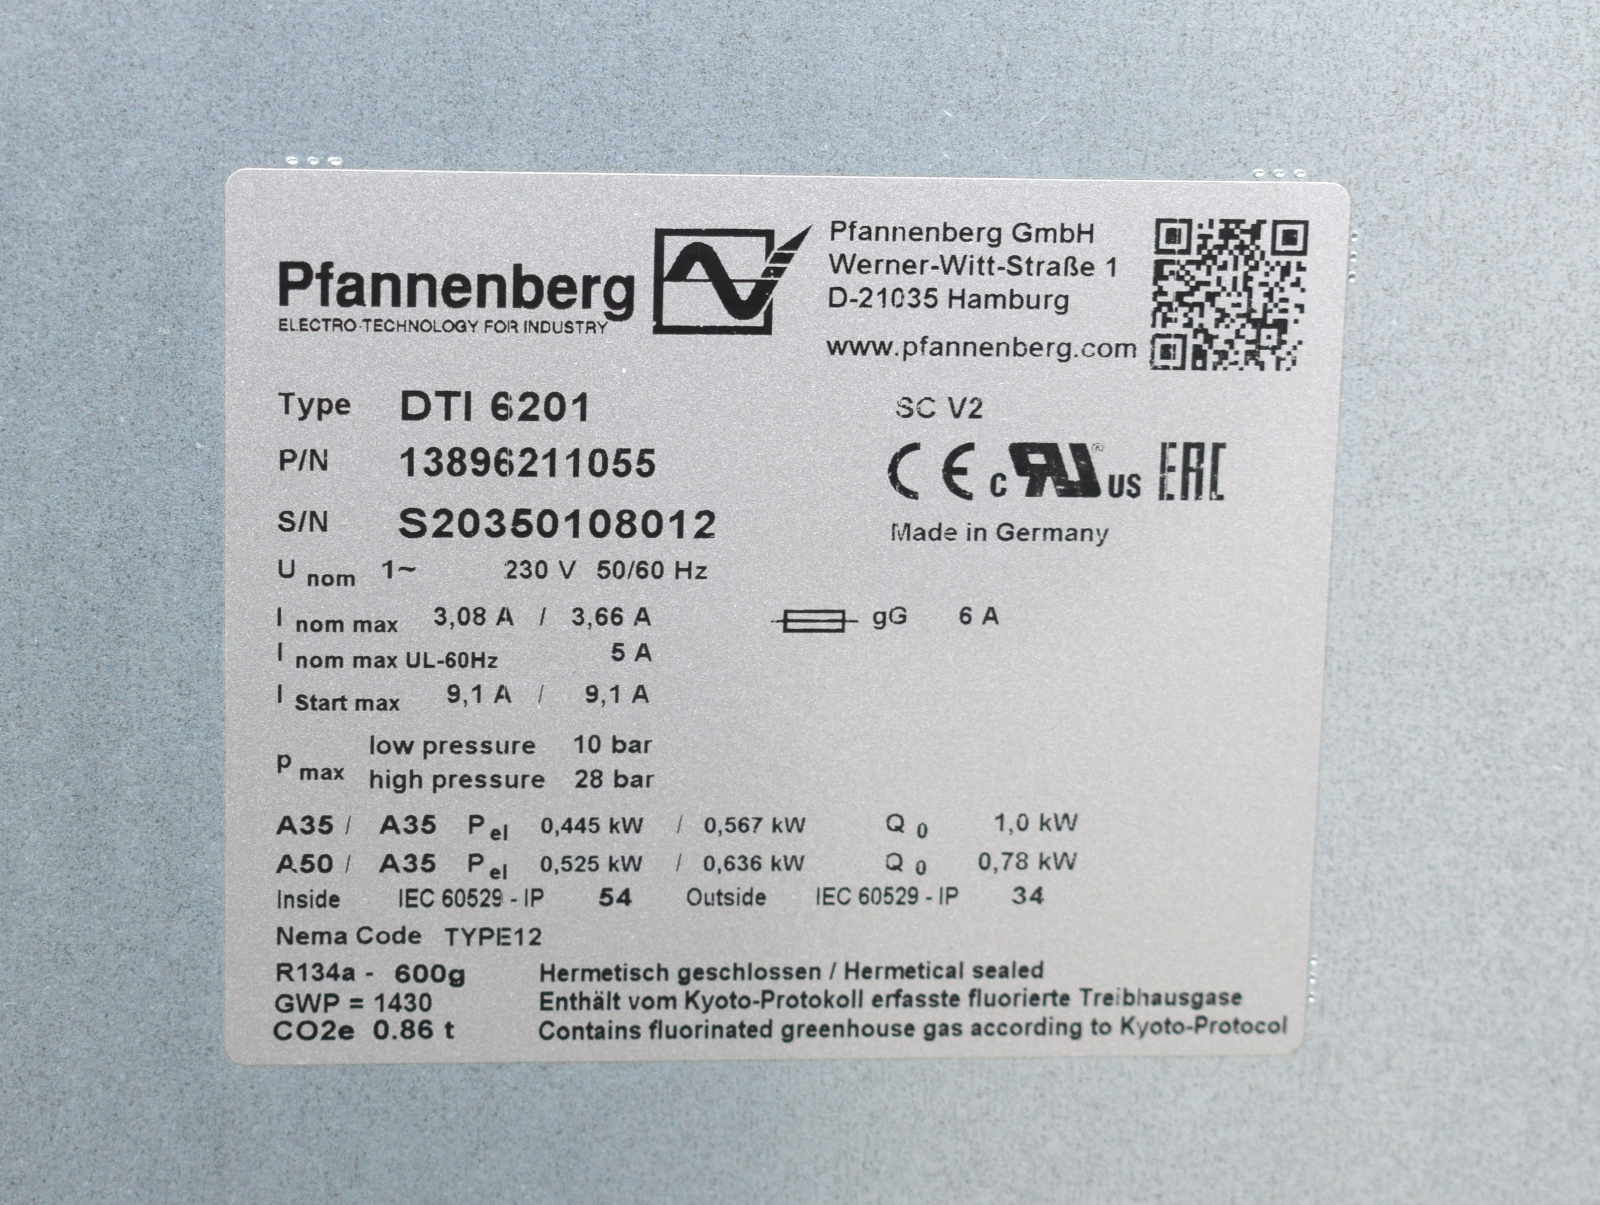 Pfannenberg
ELECTRO-TECHNOLOGY FOR INDUSTRY
Pfannenberg GmbH
Werner-Witt-Straße 1
D-21035 Hamburg
www.pfannenberg.com
Type DTI 6201 SC V2
P/N 13896211055
CE c RU ® US EAC
S/N S20350108012 Made in Germany
U nom 1~ 230 V 50/60 Hz
I nom max 3,08 A / 3,66 A gG 6 A
I nom max UL-60Hz 5 A
I Start max 9,1 A / 9,1 A
p max low pressure 10 bar
high pressure 28 bar
A35 / A35 P el 0,445 kW / 0,567 kW Q 0 1,0 kW
A50 / A35 P el 0,525 kW / 0,636 kW Q 0 0,78 kW
Inside IEC 60529 - IP 54 Outside IEC 60529 - IP 34
Nema Code TYPE12
R134a - 600g Hermetisch geschlossen / Hermetical sealed
GWP = 1430 Enthält vom Kyoto-Protokoll erfasste fluorierte Treibhausgase
CO2e 0.86 t Contains fluorinated greenhouse gas according to Kyoto-Protocol